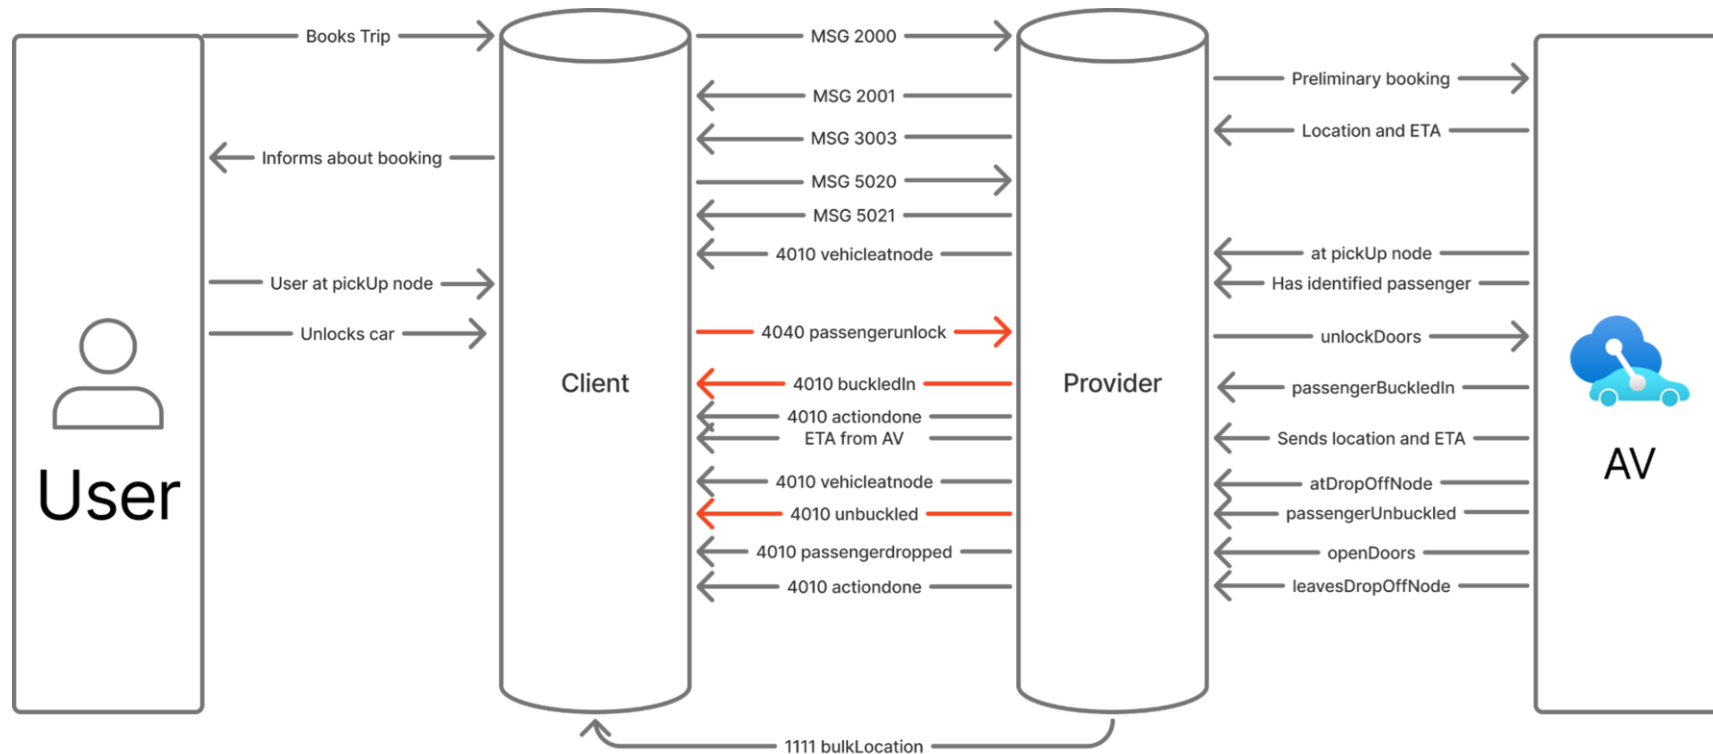 Books Trip
MSG 2000
Preliminary booking
MSG 2001
Location and ETA
MSG 3003
Informs about booking
MSG 5020
MSG 5021
4010 vehicleatnode
at pickUp node
User at pickUp node
Has identified passenger
Unlocks car
4040 passengerunlock
unlockDoors
Client
4010 buckledIn
Provider
passengerBuckledIn
4010 actiondone
ETA from AV
Sends location and ETA
AV
User
4010 vehicleatnode
atDropOffNode
4010 unbuckled
passengerUnbuckled
4010 passengerdropped
openDoors
4010 actiondone
leavesDropOffNode
1111 bulkLocation